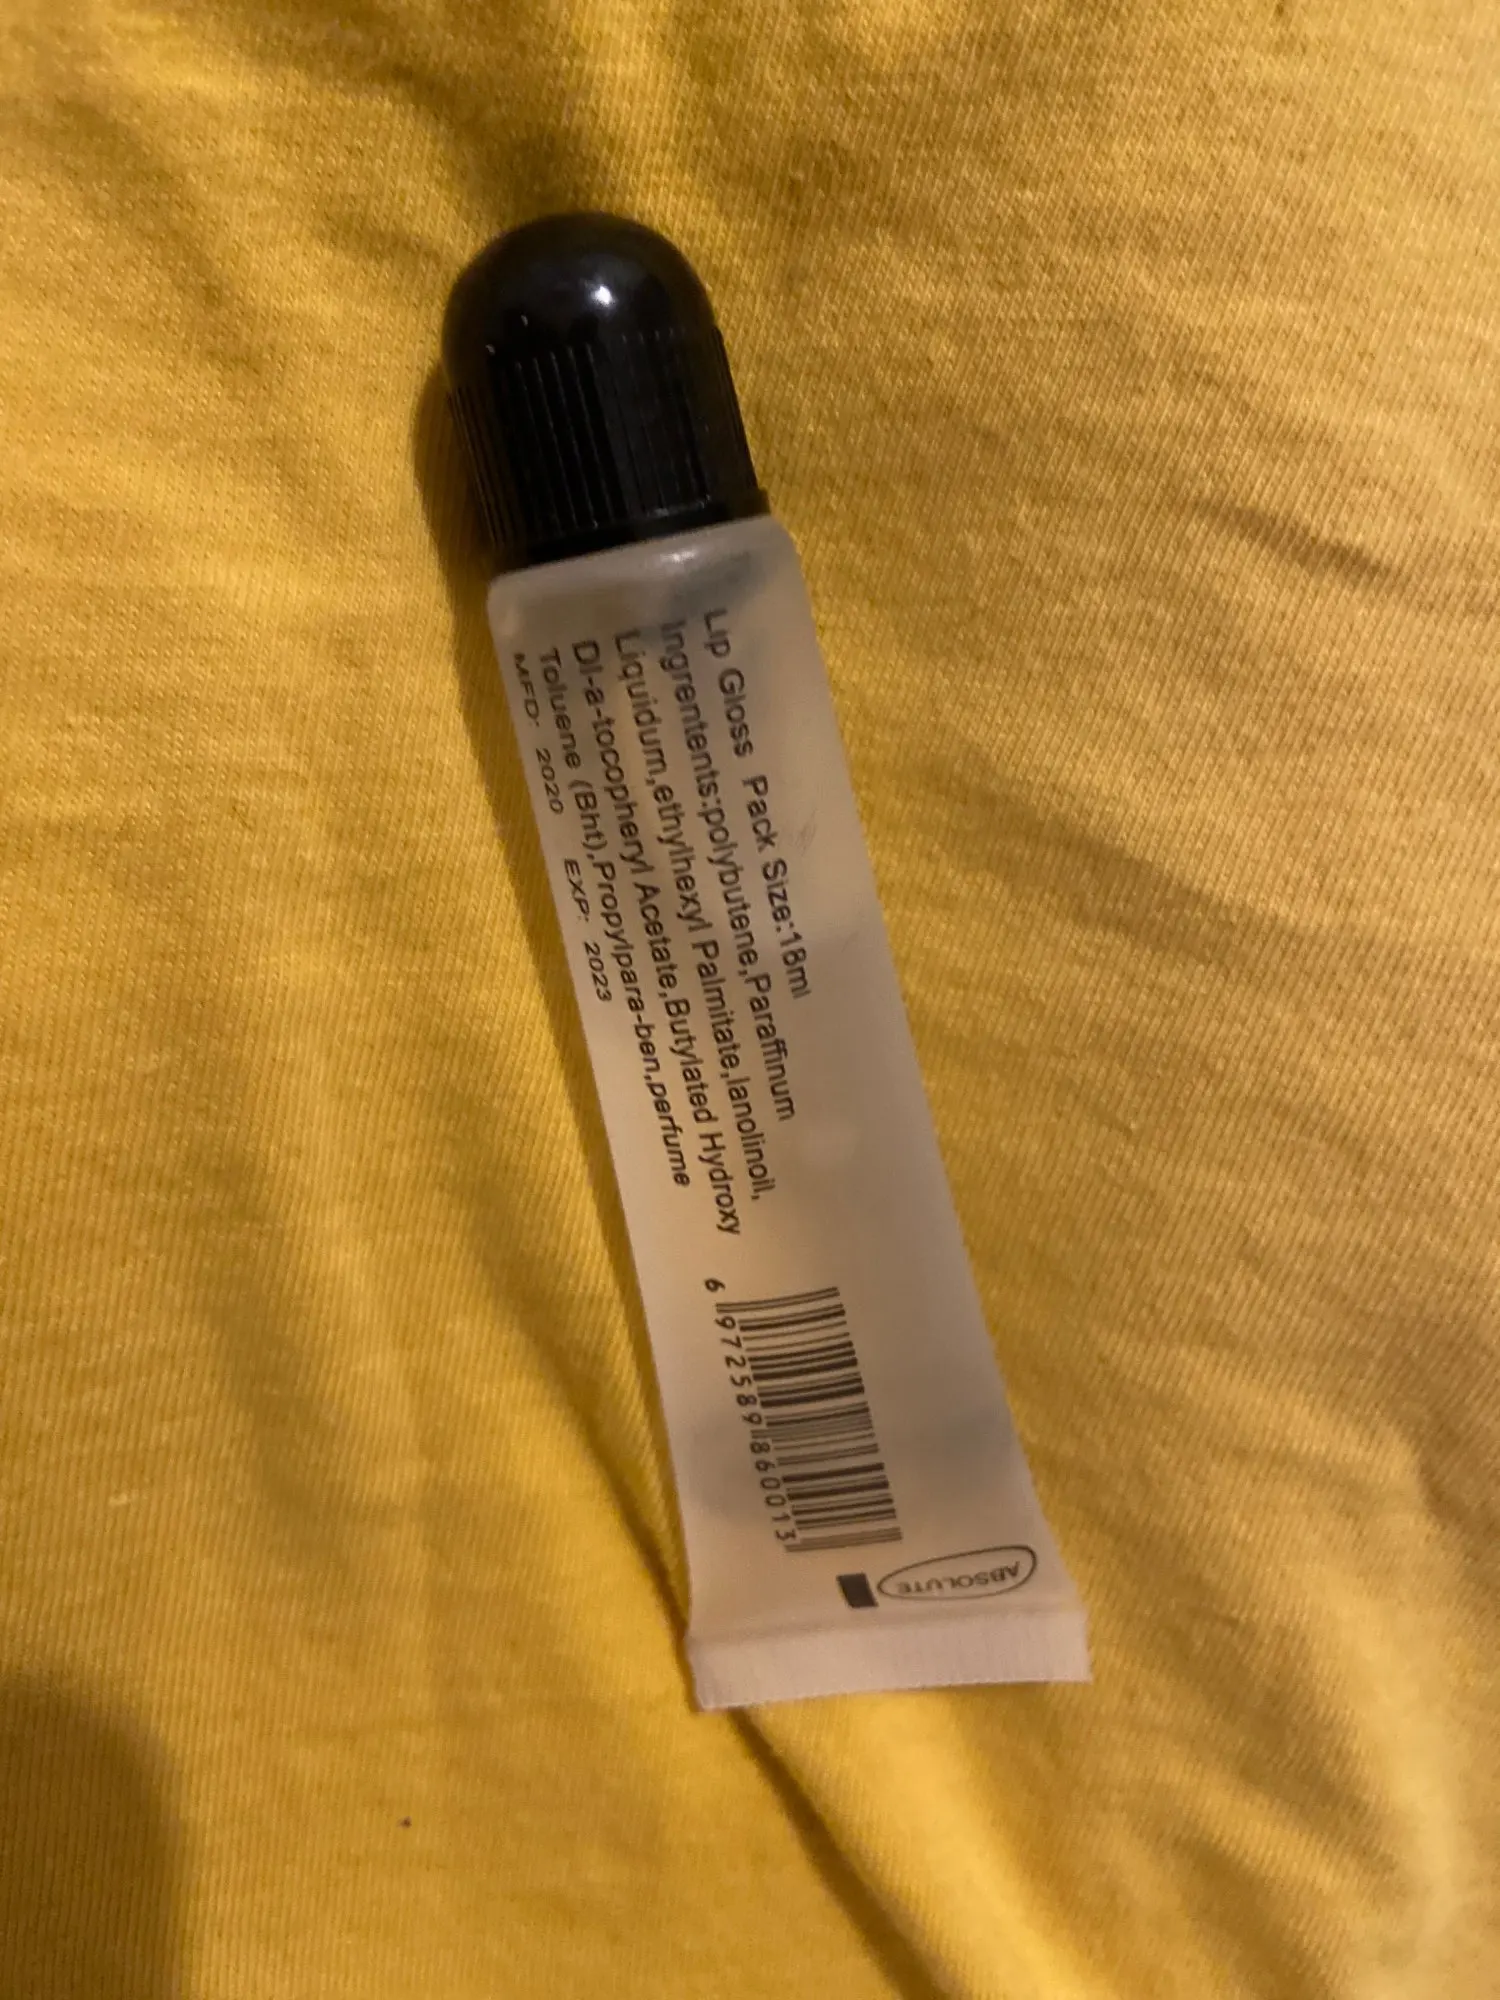 Lip Gloss Pack Size:18ml
Ingrentents:polybutene,Paraffinum
Liquidum,ethylhexyl Palmitate,lanolinoil,
Dl-a-tocopheryl Acetate,Butylated Hydroxy
Toluene (Bht),Propylpara-ben,perfume
MFD: 2020 EXP: 2023
6 972589 860013
ABSOLUTE